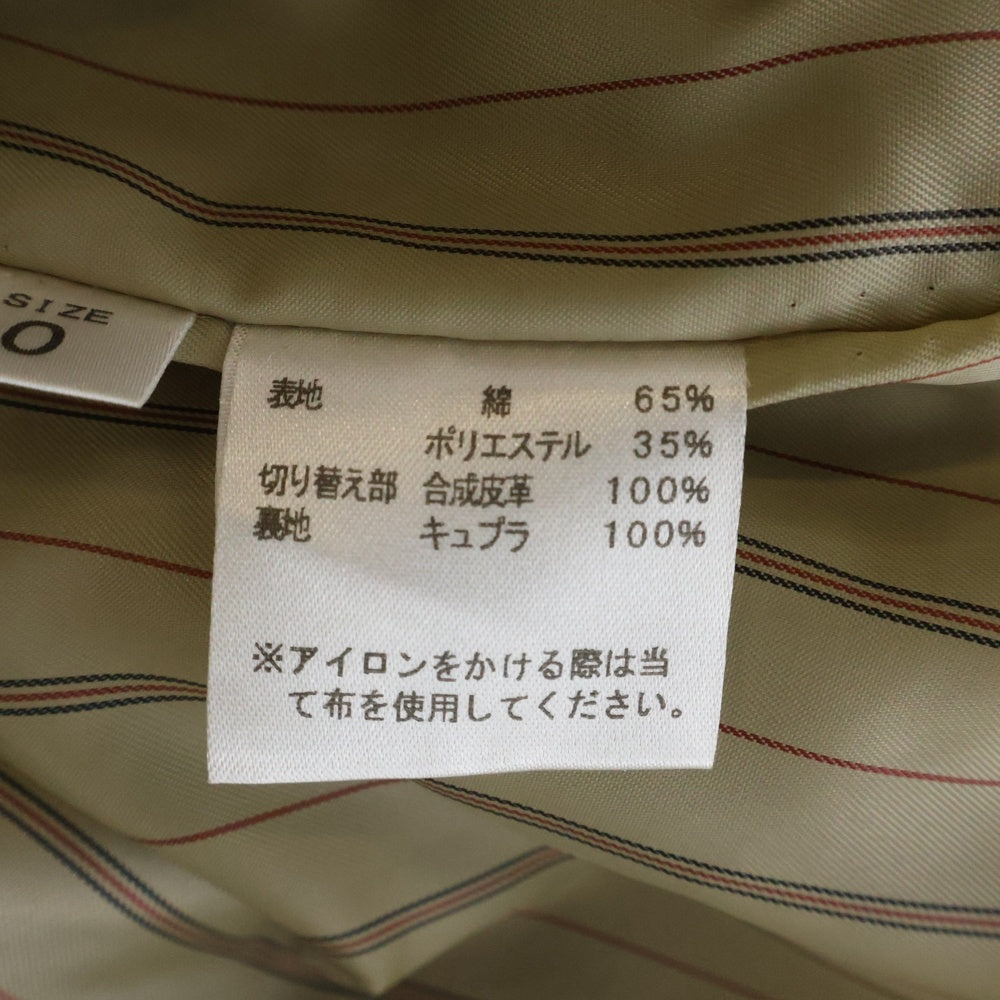 SIZE
0
表地 綿 65%
ポリエステル 35%
切り替え部 合成皮革 100%
裏地 キュプラ 100%
※アイロンをかける際は当
て布を使用してください。